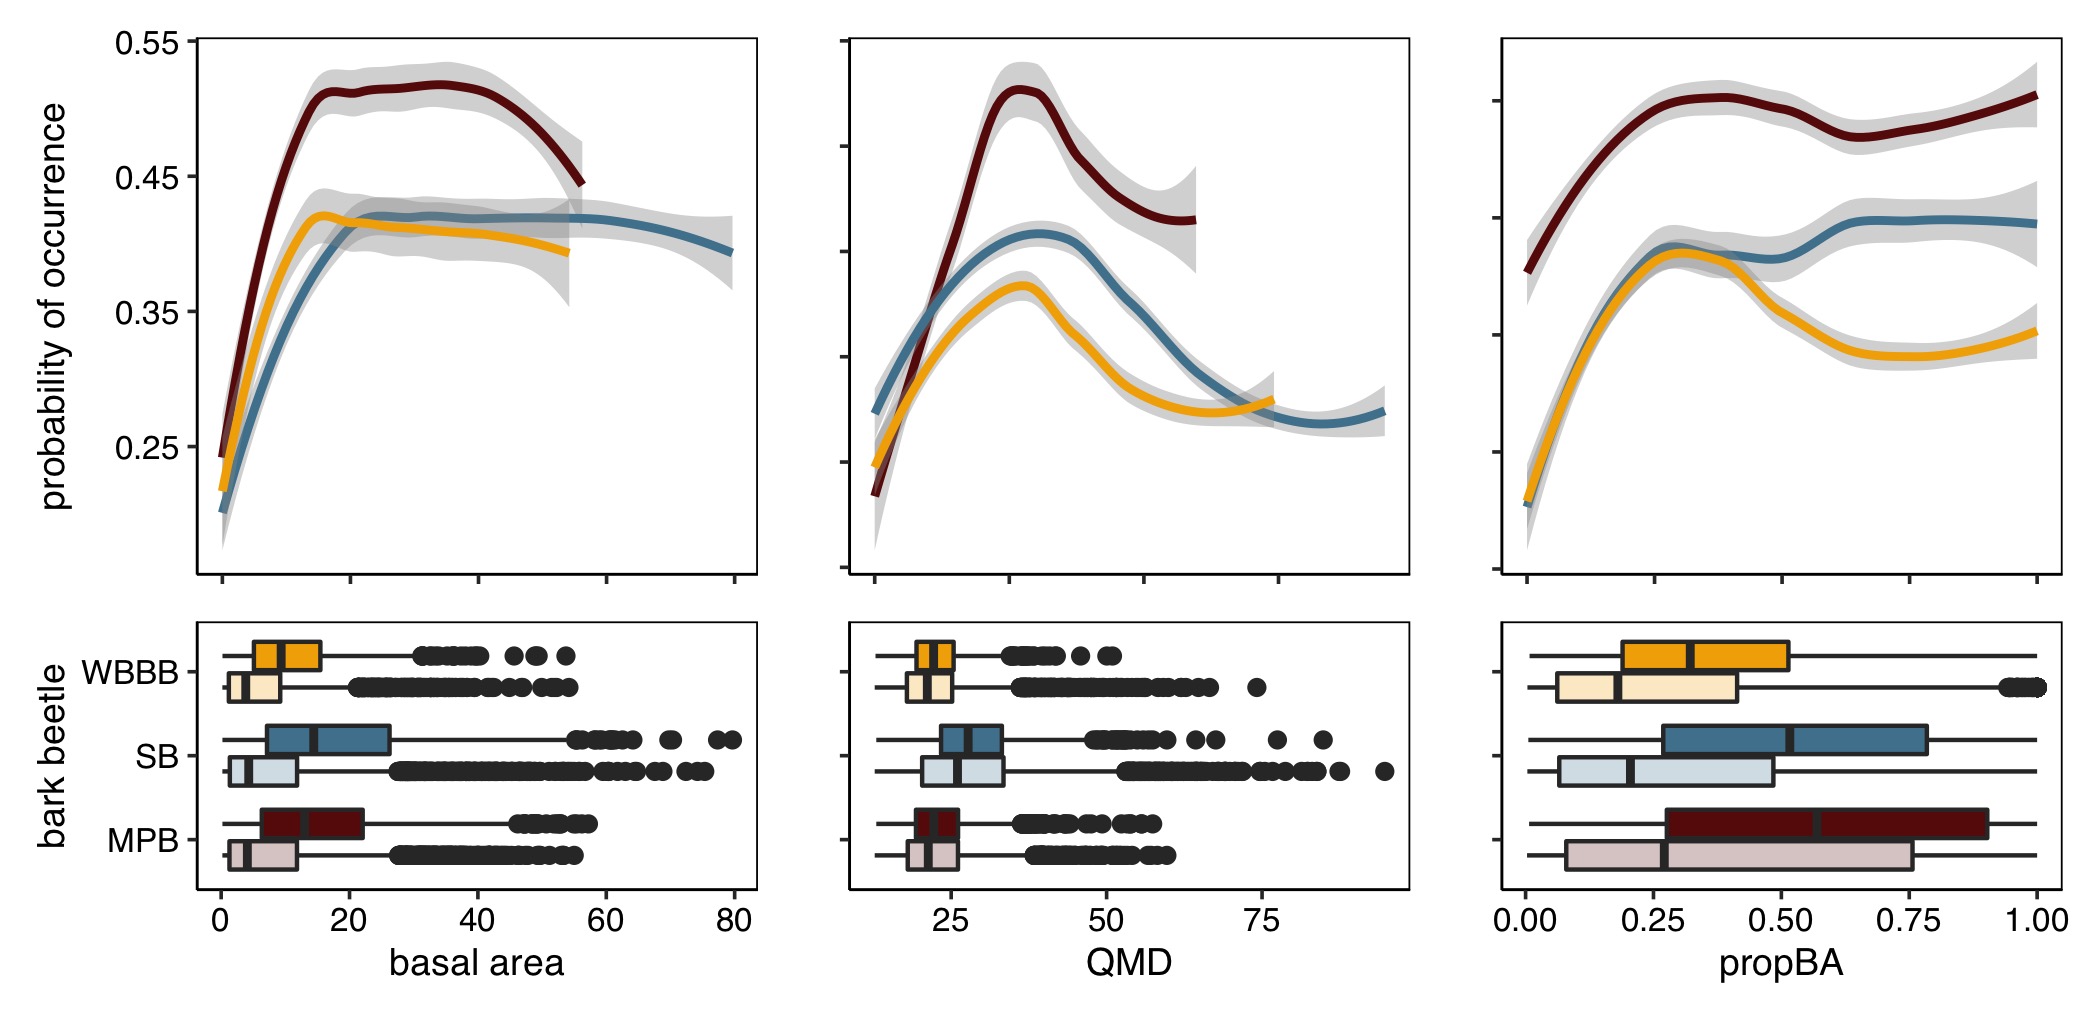 probability of occurrence
0.55
0.45
0.35
0.25
bark beetle
WBBB
SB
MPB
0 20 40 60 80
25 50 75
0.00 0.25 0.50 0.75 1.00
basal area
QMD
propBA